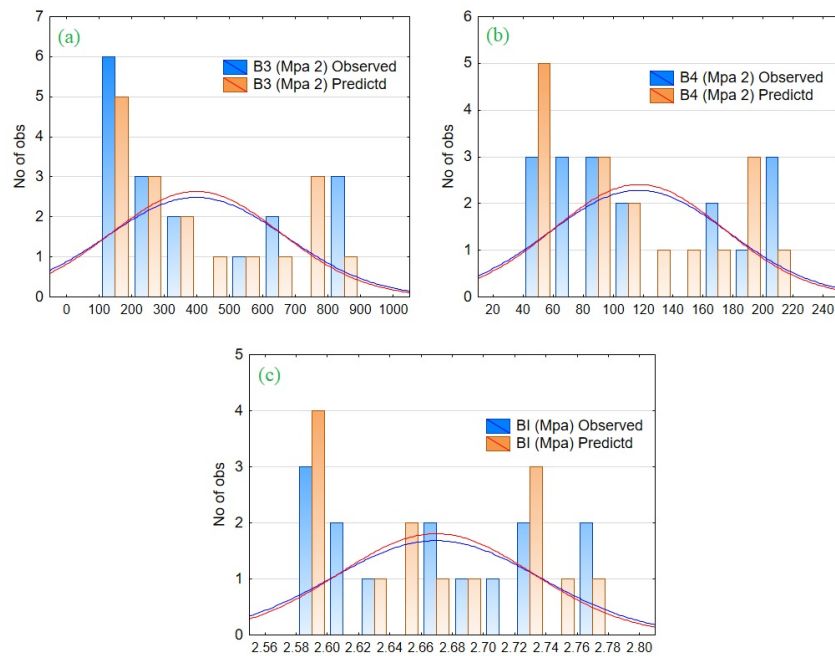 (a)
B3 (Mpa 2) Observed
B3 (Mpa 2) Predictd
No of obs
7
6
5
4
3
2
1
0
0 100 200 300 400 500 600 700 800 900 1000
(b)
B4 (Mpa 2) Observed
B4 (Mpa 2) Predictd
No of obs
6
5
4
3
2
1
0
10 20 40 60 80 100 120 140 160 180 200 220 240
(c)
BI (Mpa) Observed
BI (Mpa) Predictd
No of obs
5
4
3
2
1
0
2.56 2.58 2.60 2.62 2.64 2.66 2.68 2.70 2.72 2.74 2.76 2.78 2.80